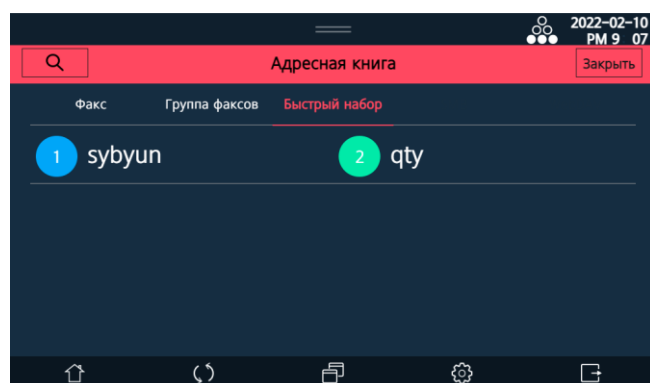 2022-02-10
PM 9 07
Адресная книга
Закрыть
Факс Группа факсов Быстрый набор
1 sybyun 2 qty